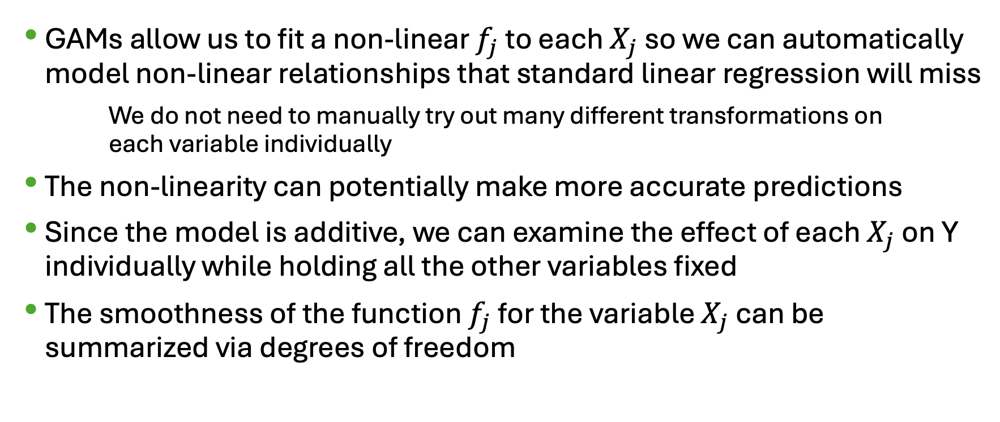 • GAMs allow us to fit a non-linear f_j to each X_j so we can automatically
model non-linear relationships that standard linear regression will miss
We do not need to manually try out many different transformations on
each variable individually
• The non-linearity can potentially make more accurate predictions
• Since the model is additive, we can examine the effect of each X_j on Y
individually while holding all the other variables fixed
• The smoothness of the function f_j for the variable X_j can be
summarized via degrees of freedom